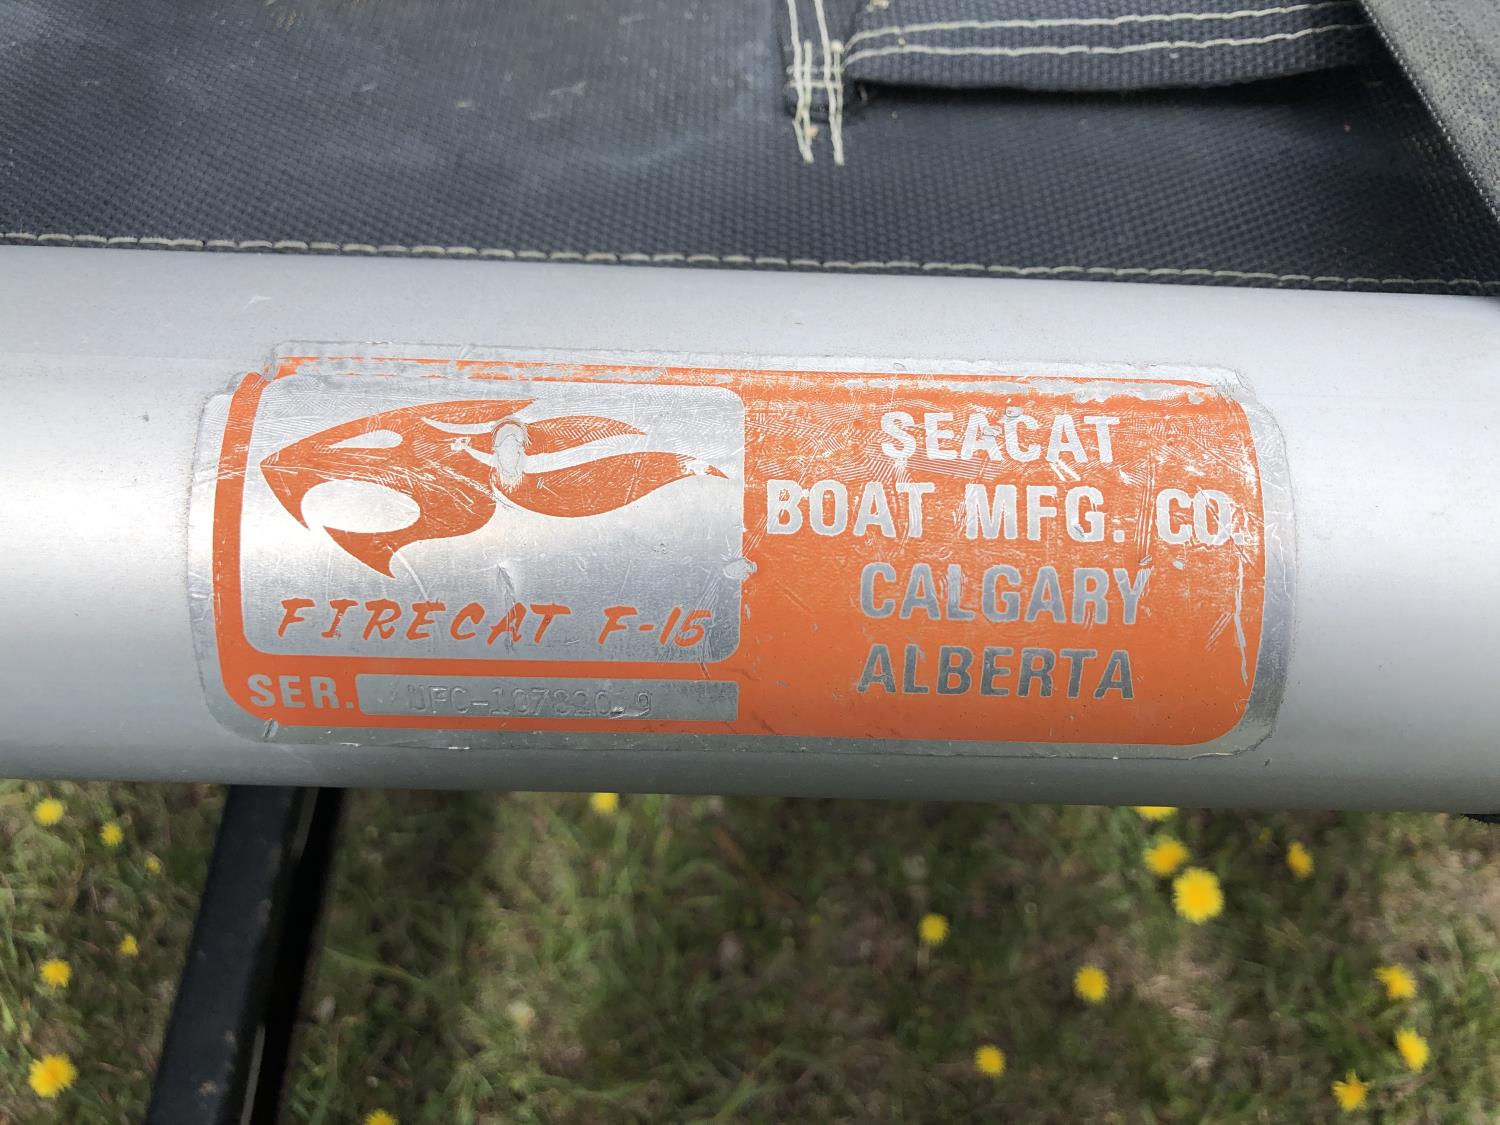 FIRECAT F-15
SER.
SEACAT
BOAT MFG. CO.
CALGARY
ALBERTA